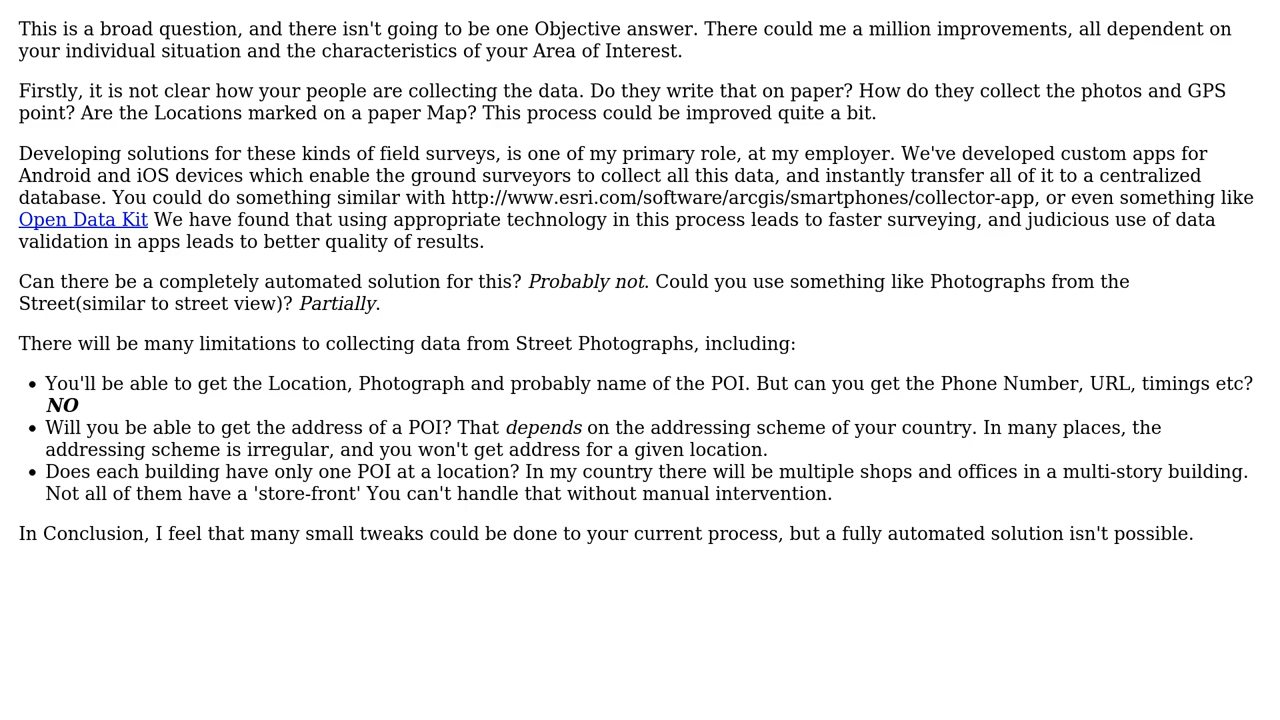 This is a broad question, and there isn't going to be one Objective answer. There could me a million improvements, all dependent on
your individual situation and the characteristics of your Area of Interest.
Firstly, it is not clear how your people are collecting the data. Do they write that on paper? How do they collect the photos and GPS
point? Are the Locations marked on a paper Map? This process could be improved quite a bit.
Developing solutions for these kinds of field surveys, is one of my primary role, at my employer. We've developed custom apps for
Android and iOS devices which enable the ground surveyors to collect all this data, and instantly transfer all of it to a centralized
database. You could do something similar with http://www.esri.com/software/arcgis/smartphones/collector-app, or even something like
Open Data Kit We have found that using appropriate technology in this process leads to faster surveying, and judicious use of data
validation in apps leads to better quality of results.
Can there be a completely automated solution for this? Probably not. Could you use something like Photographs from the
Street(similar to street view)? Partially.
There will be many limitations to collecting data from Street Photographs, including:
• You'll be able to get the Location, Photograph and probably name of the POI. But can you get the Phone Number, URL, timings etc?
NO
• Will you be able to get the address of a POI? That depends on the addressing scheme of your country. In many places, the
addressing scheme is irregular, and you won't get address for a given location.
• Does each building have only one POI at a location? In my country there will be multiple shops and offices in a multi-story building.
Not all of them have a 'store-front' You can't handle that without manual intervention.
In Conclusion, I feel that many small tweaks could be done to your current process, but a fully automated solution isn't possible.